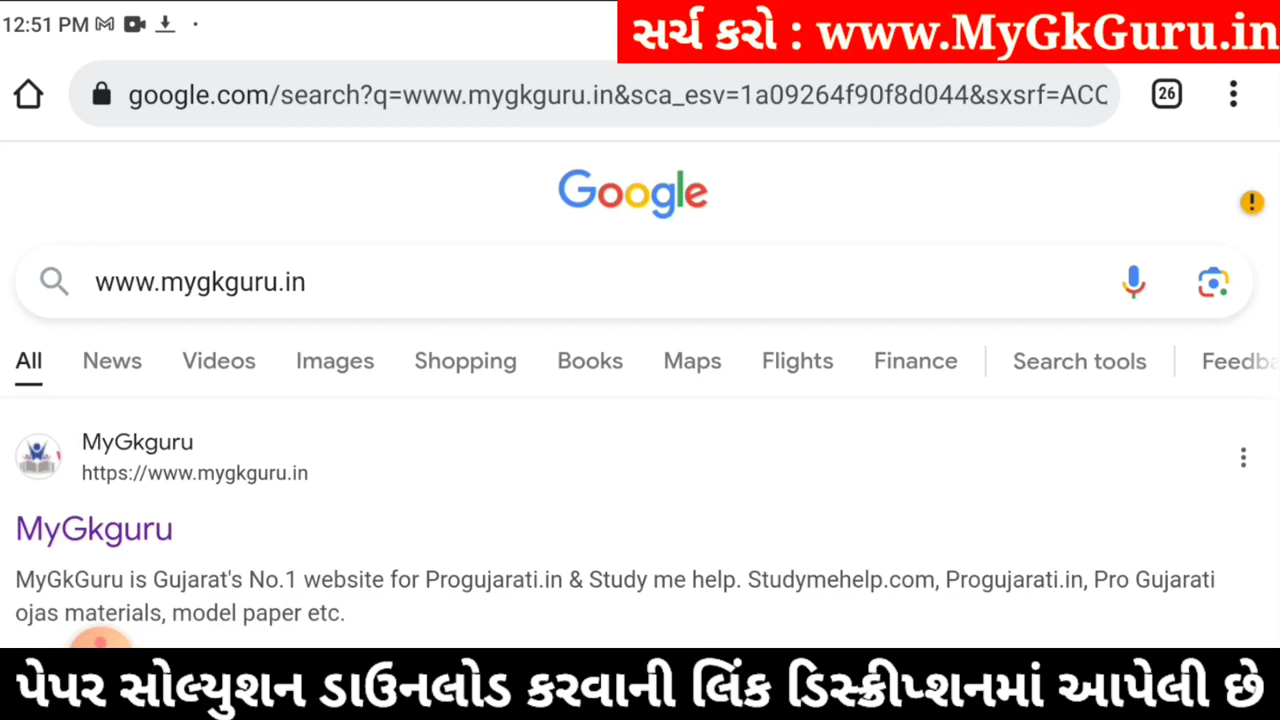 12:51 PM
સર્ચ કરો : www.MyGkGuru.in
google.com/search?q=www.mygkguru.in&sca_esv=1a09264f90f8d044&sxsrf=ACC
26
Google
www.mygkguru.in
All News Videos Images Shopping Books Maps Flights Finance Search tools Feedba
MyGkguru
https://www.mygkguru.in
MyGkguru
MyGkGuru is Gujarat's No.1 website for Progujarati.in & Study me help. Studymehelp.com, Progujarati.in, Pro Gujarati
ojas materials, model paper etc.
પેપર સોલ્યુશન ડાઉનલોડ કરવાની લિંક ડિસ્ક્રીપ્શનમાં આપેલી છે